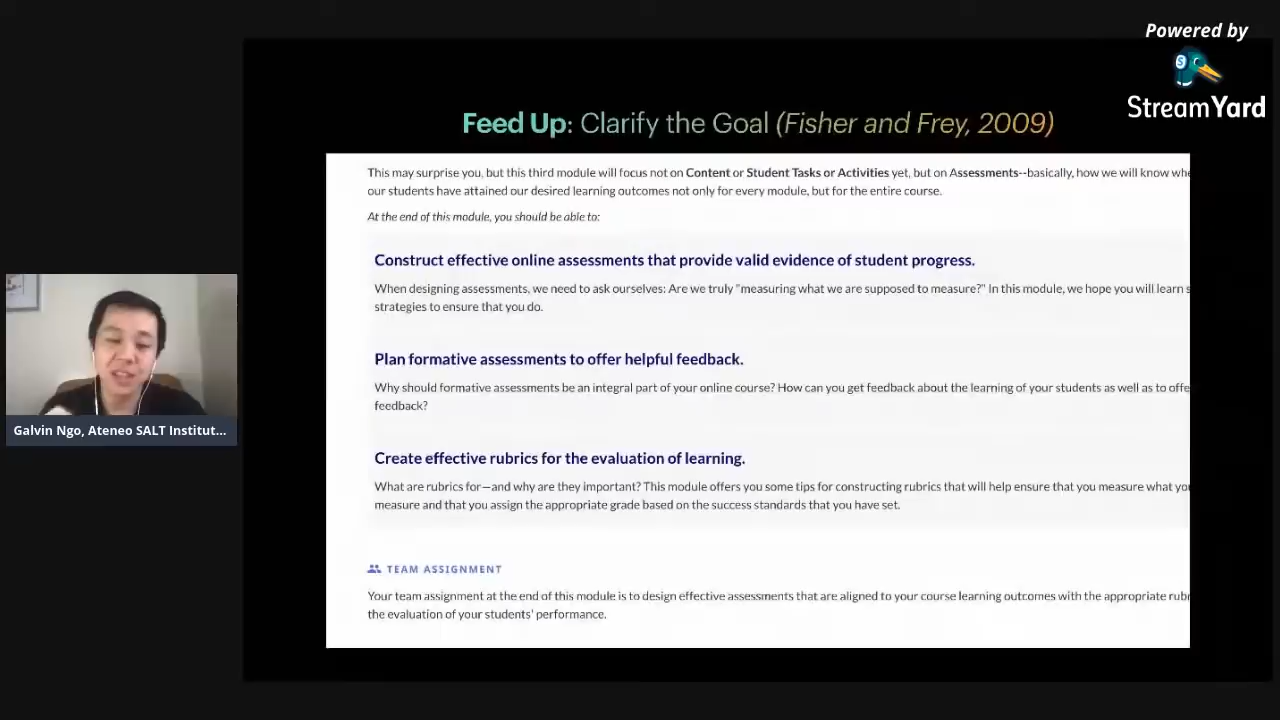 Powered by
StreamYard
Feed Up: Clarify the Goal (Fisher and Frey, 2009)
This may surprise you, but this third module will focus not on Content or Student Tasks or Activities yet, but on Assessments--basically, how we will know whe
our students have attained our desired learning outcomes not only for every module, but for the entire course.
At the end of this module, you should be able to:
Construct effective online assessments that provide valid evidence of student progress.
When designing assessments, we need to ask ourselves: Are we truly "measuring what we are supposed to measure?" In this module, we hope you will learn s
strategies to ensure that you do.
Plan formative assessments to offer helpful feedback.
Why should formative assessments be an integral part of your online course? How can you get feedback about the learning of your students as well as to offe
feedback?
Create effective rubrics for the evaluation of learning.
What are rubrics for—and why are they important? This module offers you some tips for constructing rubrics that will help ensure that you measure what you
measure and that you assign the appropriate grade based on the success standards that you have set.
TEAM ASSIGNMENT
Your team assignment at the end of this module is to design effective assessments that are aligned to your course learning outcomes with the appropriate rubr
the evaluation of your students' performance.
Galvin Ngo, Ateneo SALT Institut...